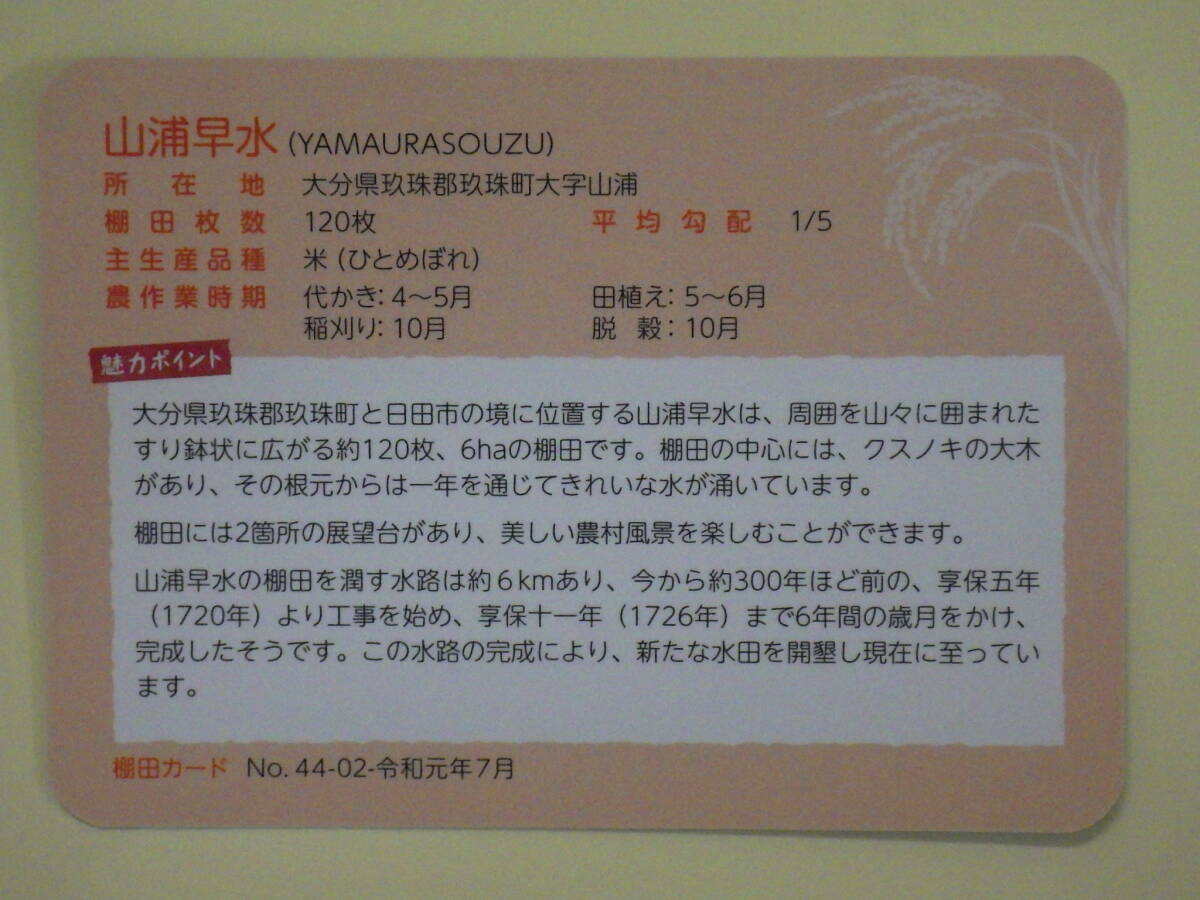 山浦早水 (YAMAURASOUZU)
所在地 大分県玖珠郡玖珠町大字山浦
棚田枚数 120枚 平均勾配 1/5
主生産品種 米（ひとめぼれ）
農作業時期 代かき：4～5月 田植え：5～6月
稲刈り：10月 脱穀：10月
魅力ポイント
大分県玖珠郡玖珠町と日田市の境に位置する山浦早水は、周囲を山々に囲まれた
すり鉢状に広がる約120枚、6haの棚田です。棚田の中心には、クスノキの大木
があり、その根元からは一年を通じてきれいな水が涌いています。
棚田には2箇所の展望台があり、美しい農村風景を楽しむことができます。
山浦早水の棚田を潤す水路は約６kmあり、今から約300年ほど前の、享保五年
（1720年）より工事を始め、享保十一年（1726年）まで6年間の歳月をかけ、
完成したそうです。この水路の完成により、新たな水田を開墾し現在に至ってい
ます。
棚田カード No. 44-02-令和元年7月